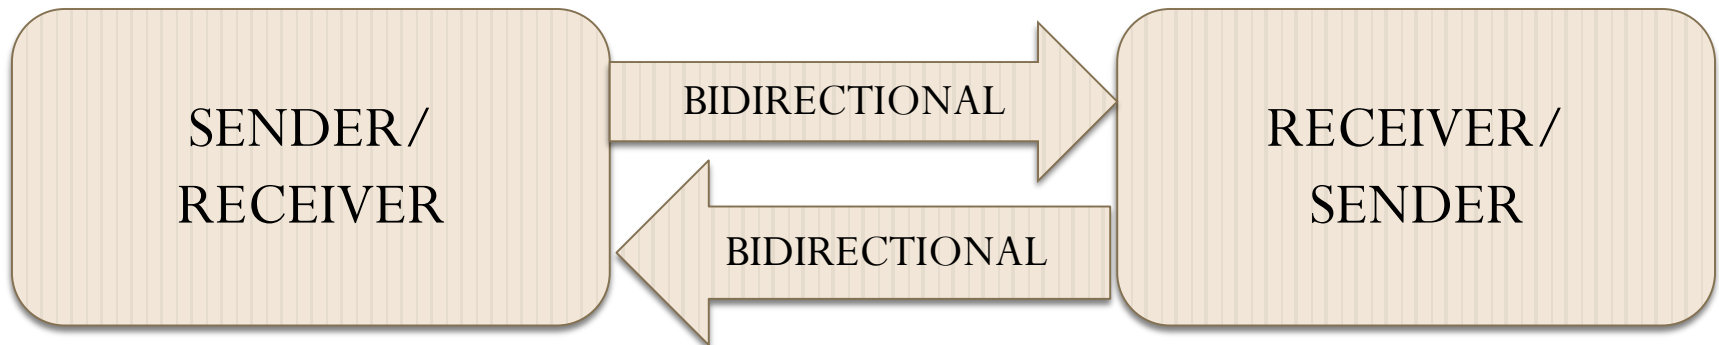 SENDER/
RECEIVER
BIDIRECTIONAL
BIDIRECTIONAL
RECEIVER/
SENDER